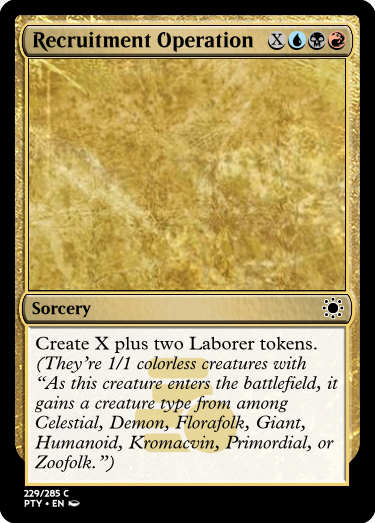 Recruitment Operation X
Sorcery
Create X plus two Laborer tokens.
(They're 1/1 colorless creatures with
"As this creature enters the battlefield, it
gains a creature type from among
Celestial, Demon, Florafolk, Giant,
Humanoid, Kromacvin, Primordial, or
Zoofolk.")
229/285 C
PTY • EN